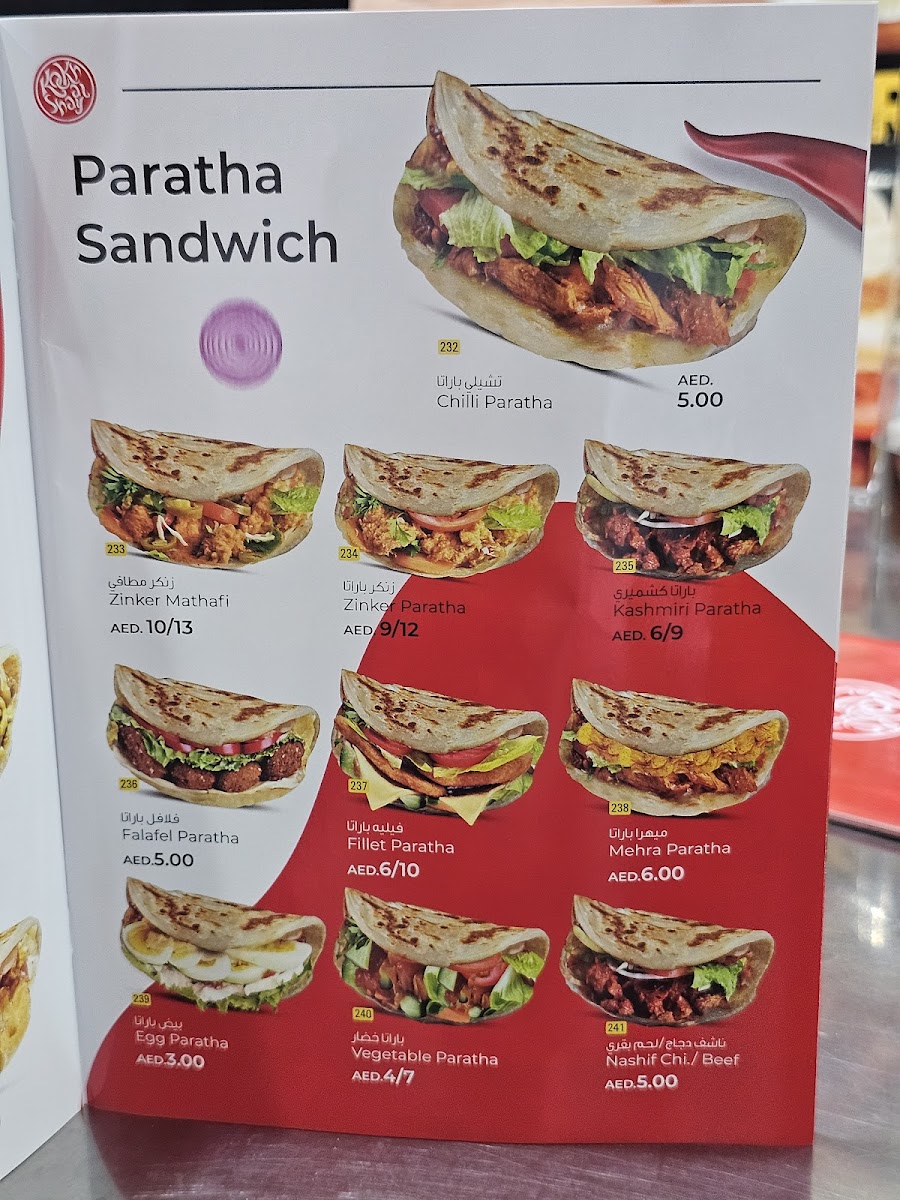 Kokn
Shay
Paratha
Sandwich
232
تشيلي باراتا
Chilli Paratha
AED.
5.00
233
زنكر مطافي
Zinker Mathafi
AED. 10/13
234
زنكر باراتا
Zinker Paratha
AED. 9/12
235
باراتا كشميري
Kashmiri Paratha
AED. 6/9
236
فلافل باراتا
Falafel Paratha
AED.5.00
237
فيليه باراتا
Fillet Paratha
AED.6/10
238
ميهرا باراتا
Mehra Paratha
AED.6.00
239
بيض باراتا
Egg Paratha
AED.3.00
240
باراتا خضار
Vegetable Paratha
AED.4/7
241
ناشف دجاج/لحم بقري
Nashif Chi./ Beef
AED.5.00